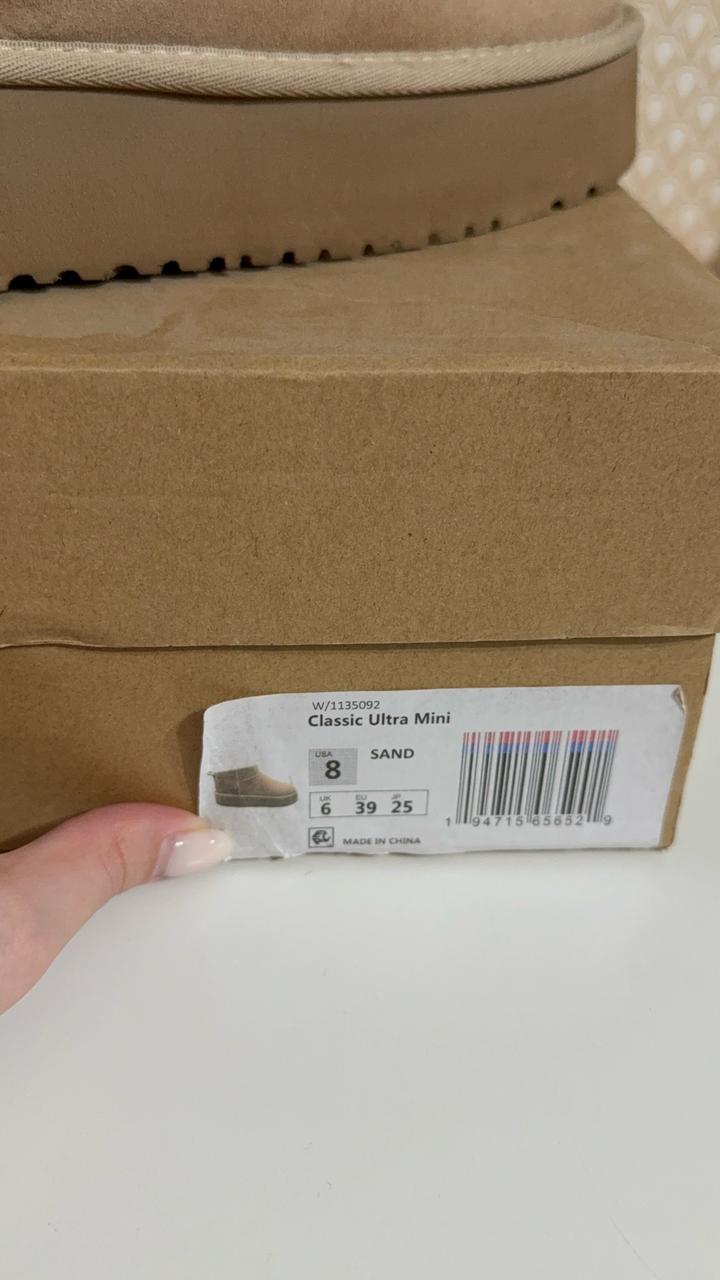 W/1135092
Classic Ultra Mini
USA
8
SAND
UK EU JP
6 39 25
MADE IN CHINA
1 94715 65652 9